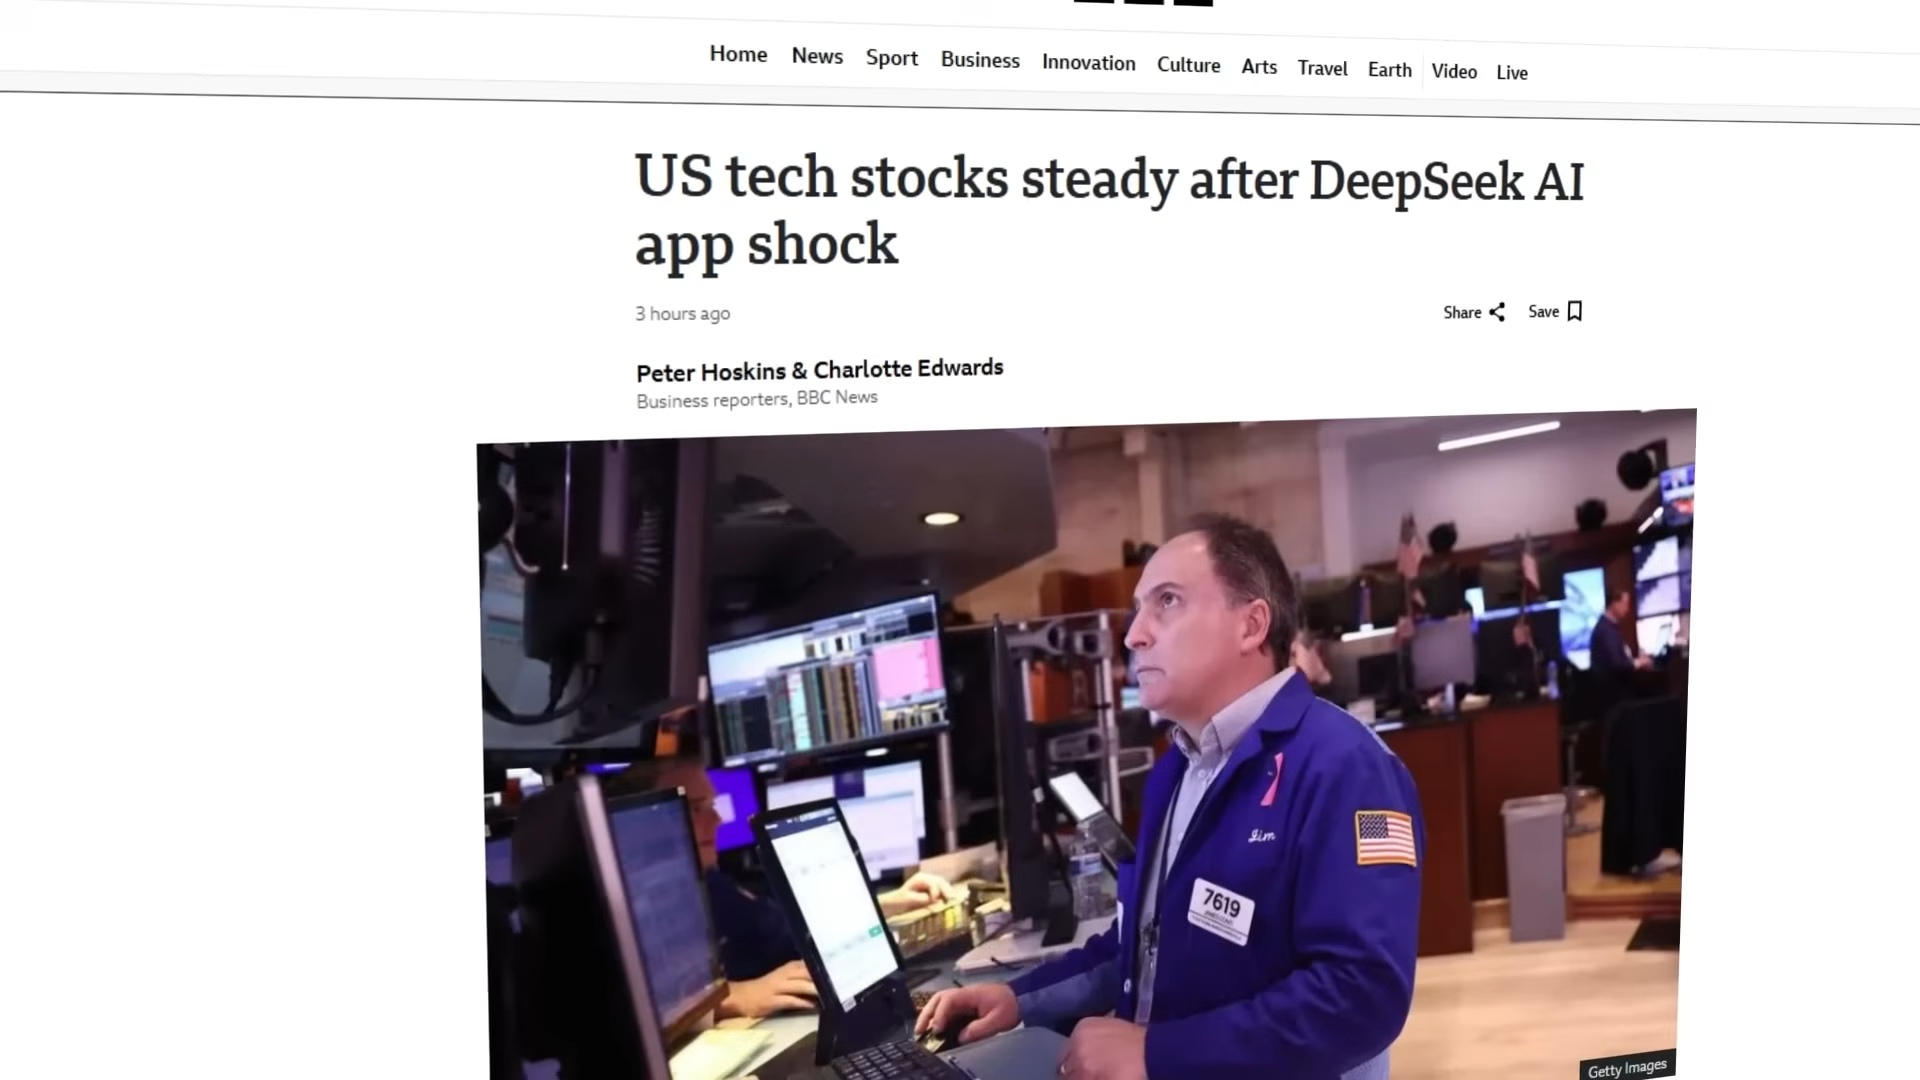 Home News Sport Business Innovation Culture Arts Travel Earth Video Live
US tech stocks steady after DeepSeek AI
app shock
3 hours ago
Share Save
Peter Hoskins & Charlotte Edwards
Business reporters, BBC News
Jim
7619
Getty Images